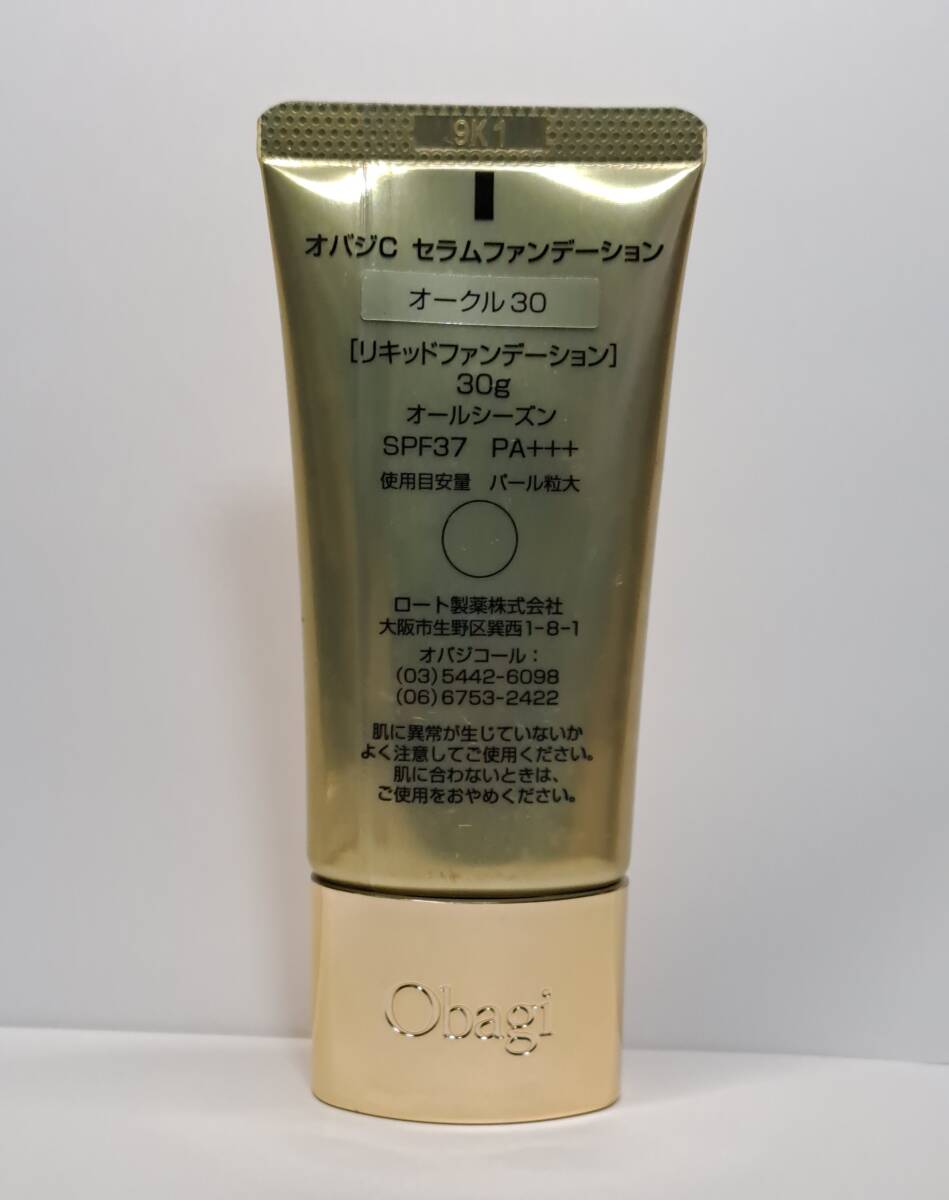 9K1
オバジC セラムファンデーション
オークル30
[リキッドファンデーション]
30g
オールシーズン
SPF37 PA+++
使用目安量 パール粒大
ロート製薬株式会社
大阪市生野区巽西1-8-1
オバジコール:
(03)5442-6098
(06)6753-2422
肌に異常が生じていないか
よく注意してご使用ください。
肌に合わないときは、
ご使用をおやめください。
Obagi